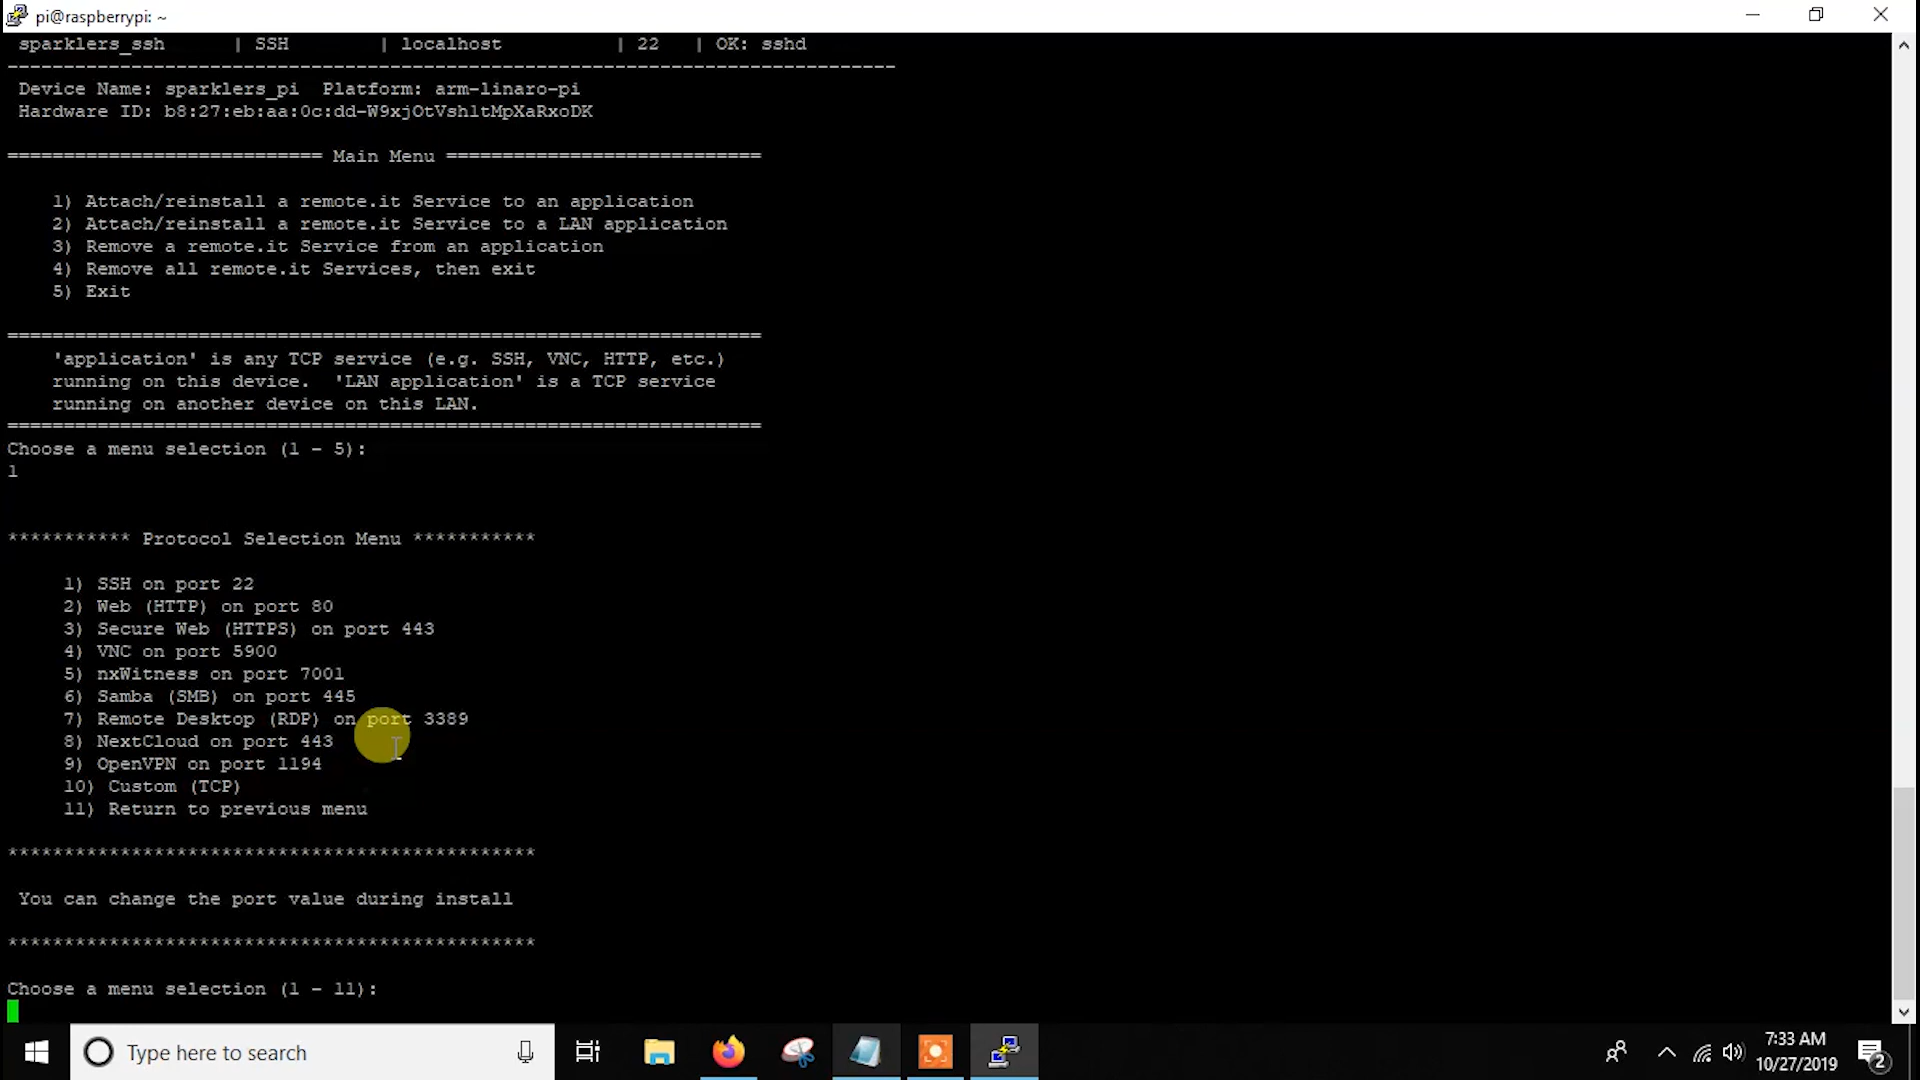 pi@raspberrypi: ~
sparklers_ssh | SSH | localhost | 22 | OK: sshd
-------------------------------------------------------------------------------
Device Name: sparklers_pi Platform: arm-linaro-pi
Hardware ID: b8:27:eb:aa:0c:dd-W9xjOtVshltMpXaRxoDK
============================ Main Menu ============================
1) Attach/reinstall a remote.it Service to an application
2) Attach/reinstall a remote.it Service to a LAN application
3) Remove a remote.it Service from an application
4) Remove all remote.it Services, then exit
5) Exit
===================================================================
'application' is any TCP service (e.g. SSH, VNC, HTTP, etc.)
running on this device. 'LAN application' is a TCP service
running on another device on this LAN.
===================================================================
Choose a menu selection (1 - 5):
1
*********** Protocol Selection Menu ***********
1) SSH on port 22
2) Web (HTTP) on port 80
3) Secure Web (HTTPS) on port 443
4) VNC on port 5900
5) nxWitness on port 7001
6) Samba (SMB) on port 445
7) Remote Desktop (RDP) on port 3389
8) NextCloud on port 443
9) OpenVPN on port 1194
10) Custom (TCP)
11) Return to previous menu
***********************************************
You can change the port value during install
***********************************************
Choose a menu selection (1 - 11):
Type here to search
7:33 AM
10/27/2019
2